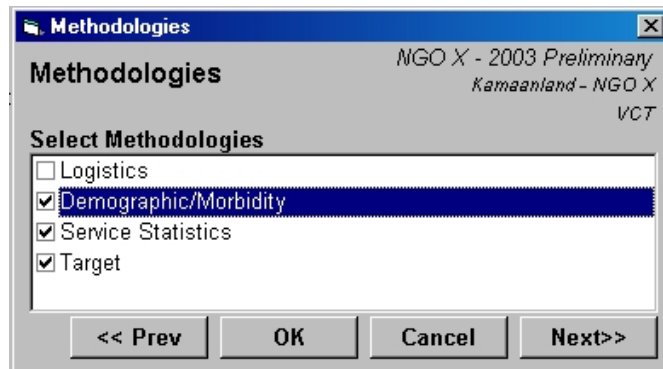 Methodologies
Methodologies
NGO X - 2003 Preliminary
Kamaanland - NGO X
VCT
Select Methodologies
Logistics
Demographic/Morbidity
Service Statistics
Target
<< Prev OK Cancel Next>>